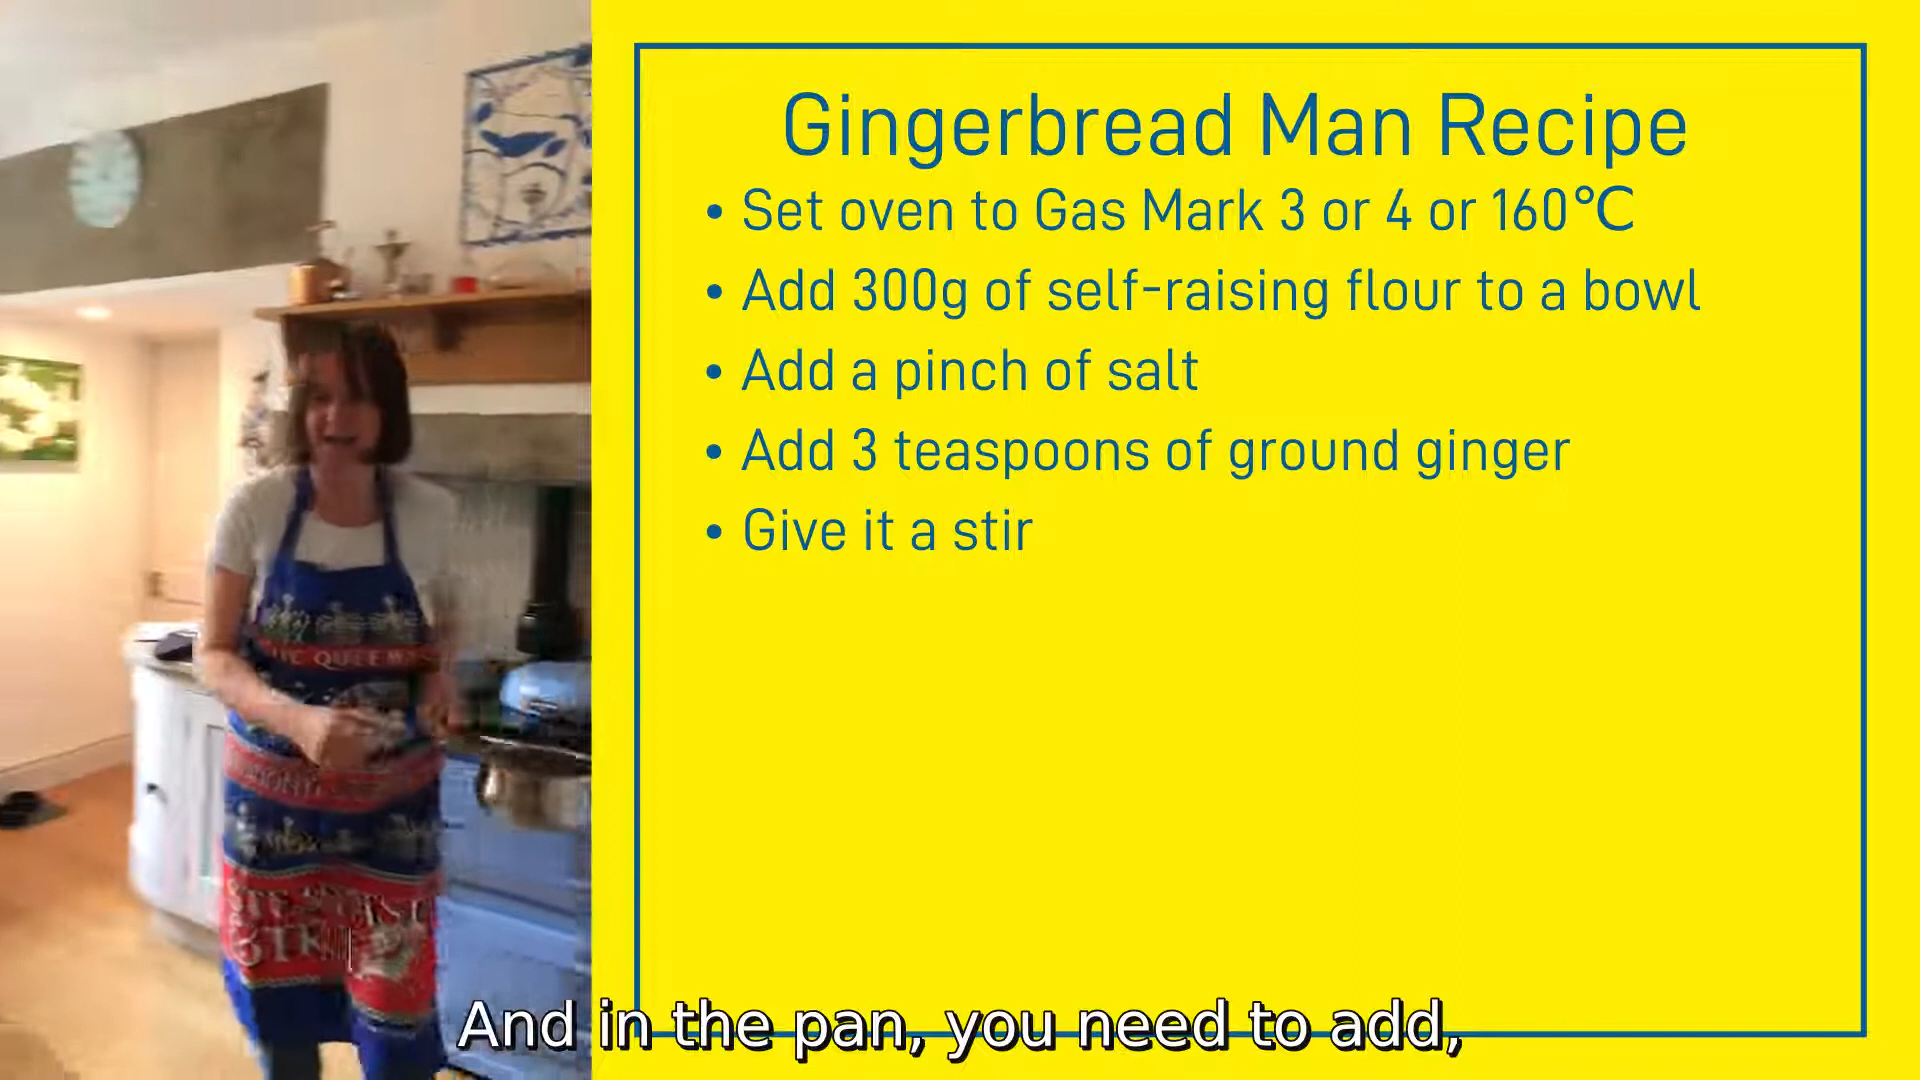 Gingerbread Man Recipe
• Set oven to Gas Mark 3 or 4 or 160°C
• Add 300g of self-raising flour to a bowl
• Add a pinch of salt
• Add 3 teaspoons of ground ginger
• Give it a stir
QUEEN
And in the pan, you need to add,